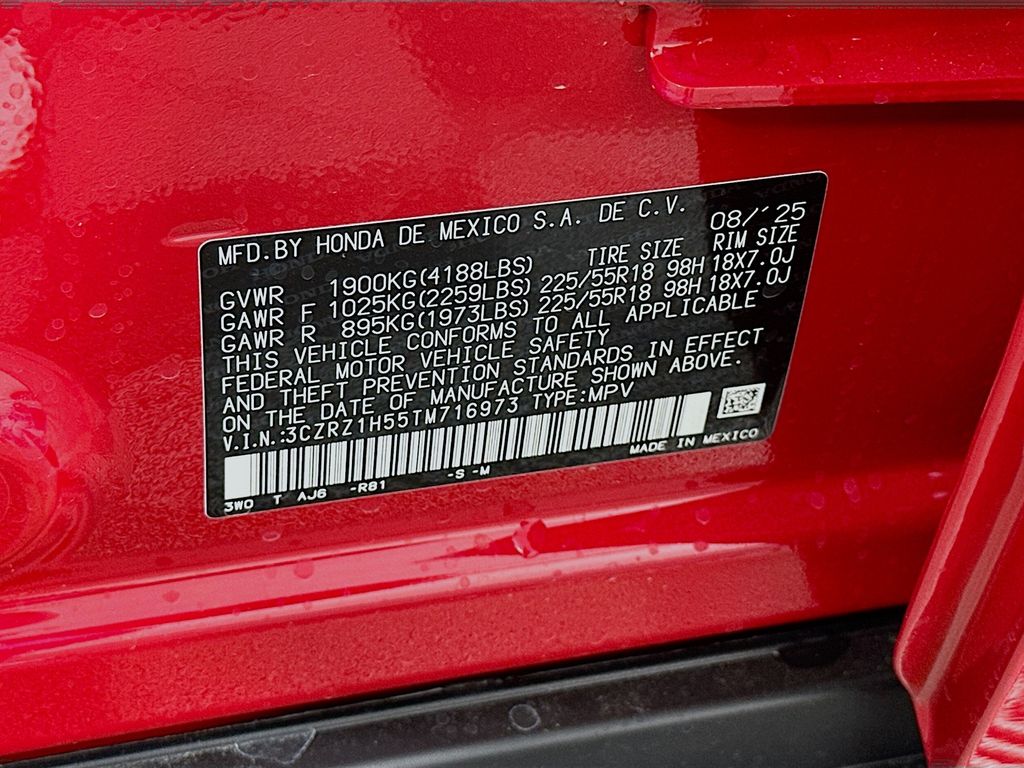 MFD.BY HONDA DE MEXICO S.A. DE C.V. 08/'25
TIRE SIZE RIM SIZE
GVWR 1900KG(4188LBS)
GAWR F 1025KG(2259LBS) 225/55R18 98H 18X7.0J
GAWR R 895KG(1973LBS) 225/55R18 98H 18X7.0J
THIS VEHICLE CONFORMS TO ALL APPLICABLE
FEDERAL MOTOR VEHICLE SAFETY
AND THEFT PREVENTION STANDARDS IN EFFECT
ON THE DATE OF MANUFACTURE SHOWN ABOVE.
V.I.N.:3CZRZ1H55TM716973 TYPE:MPV
MADE IN MEXICO
3W0 T AJ6 -R81 -S -M